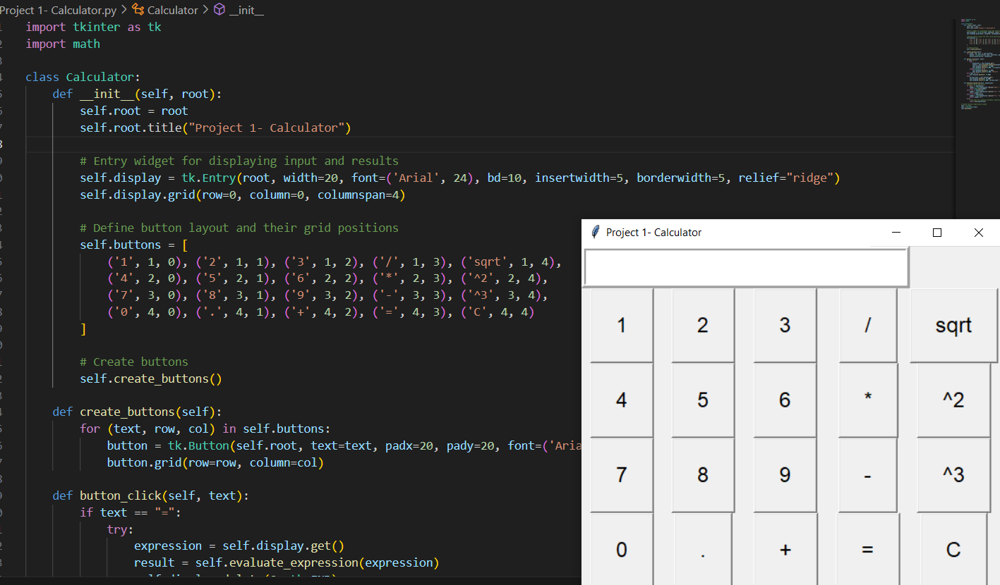 Project 1- Calculator.py > Calculator > __init__
import tkinter as tk
import math
class Calculator:
def __init__(self, root):
self.root = root
self.root.title("Project 1- Calculator")
# Entry widget for displaying input and results
self.display = tk.Entry(root, width=20, font=('Arial', 24), bd=10, insertwidth=5, borderwidth=5, relief="ridge")
self.display.grid(row=0, column=0, columnspan=4)
# Define button layout and their grid positions
self.buttons = [
('1', 1, 0), ('2', 1, 1), ('3', 1, 2), ('/', 1, 3), ('sqrt', 1, 4),
('4', 2, 0), ('5', 2, 1), ('6', 2, 2), ('*', 2, 3), ('^2', 2, 4),
('7', 3, 0), ('8', 3, 1), ('9', 3, 2), ('-', 3, 3), ('^3', 3, 4),
('0', 4, 0), ('.', 4, 1), ('+', 4, 2), ('=', 4, 3), ('C', 4, 4)
]
# Create buttons
self.create_buttons()
def create_buttons(self):
for (text, row, col) in self.buttons:
button = tk.Button(self.root, text=text, padx=20, pady=20, font=('Aria
button.grid(row=row, column=col)
def button_click(self, text):
if text == "=":
try:
expression = self.display.get()
result = self.evaluate_expression(expression)
Project 1- Calculator
1 2 3 / sqrt
4 5 6 * ^2
7 8 9 - ^3
0 . + = C